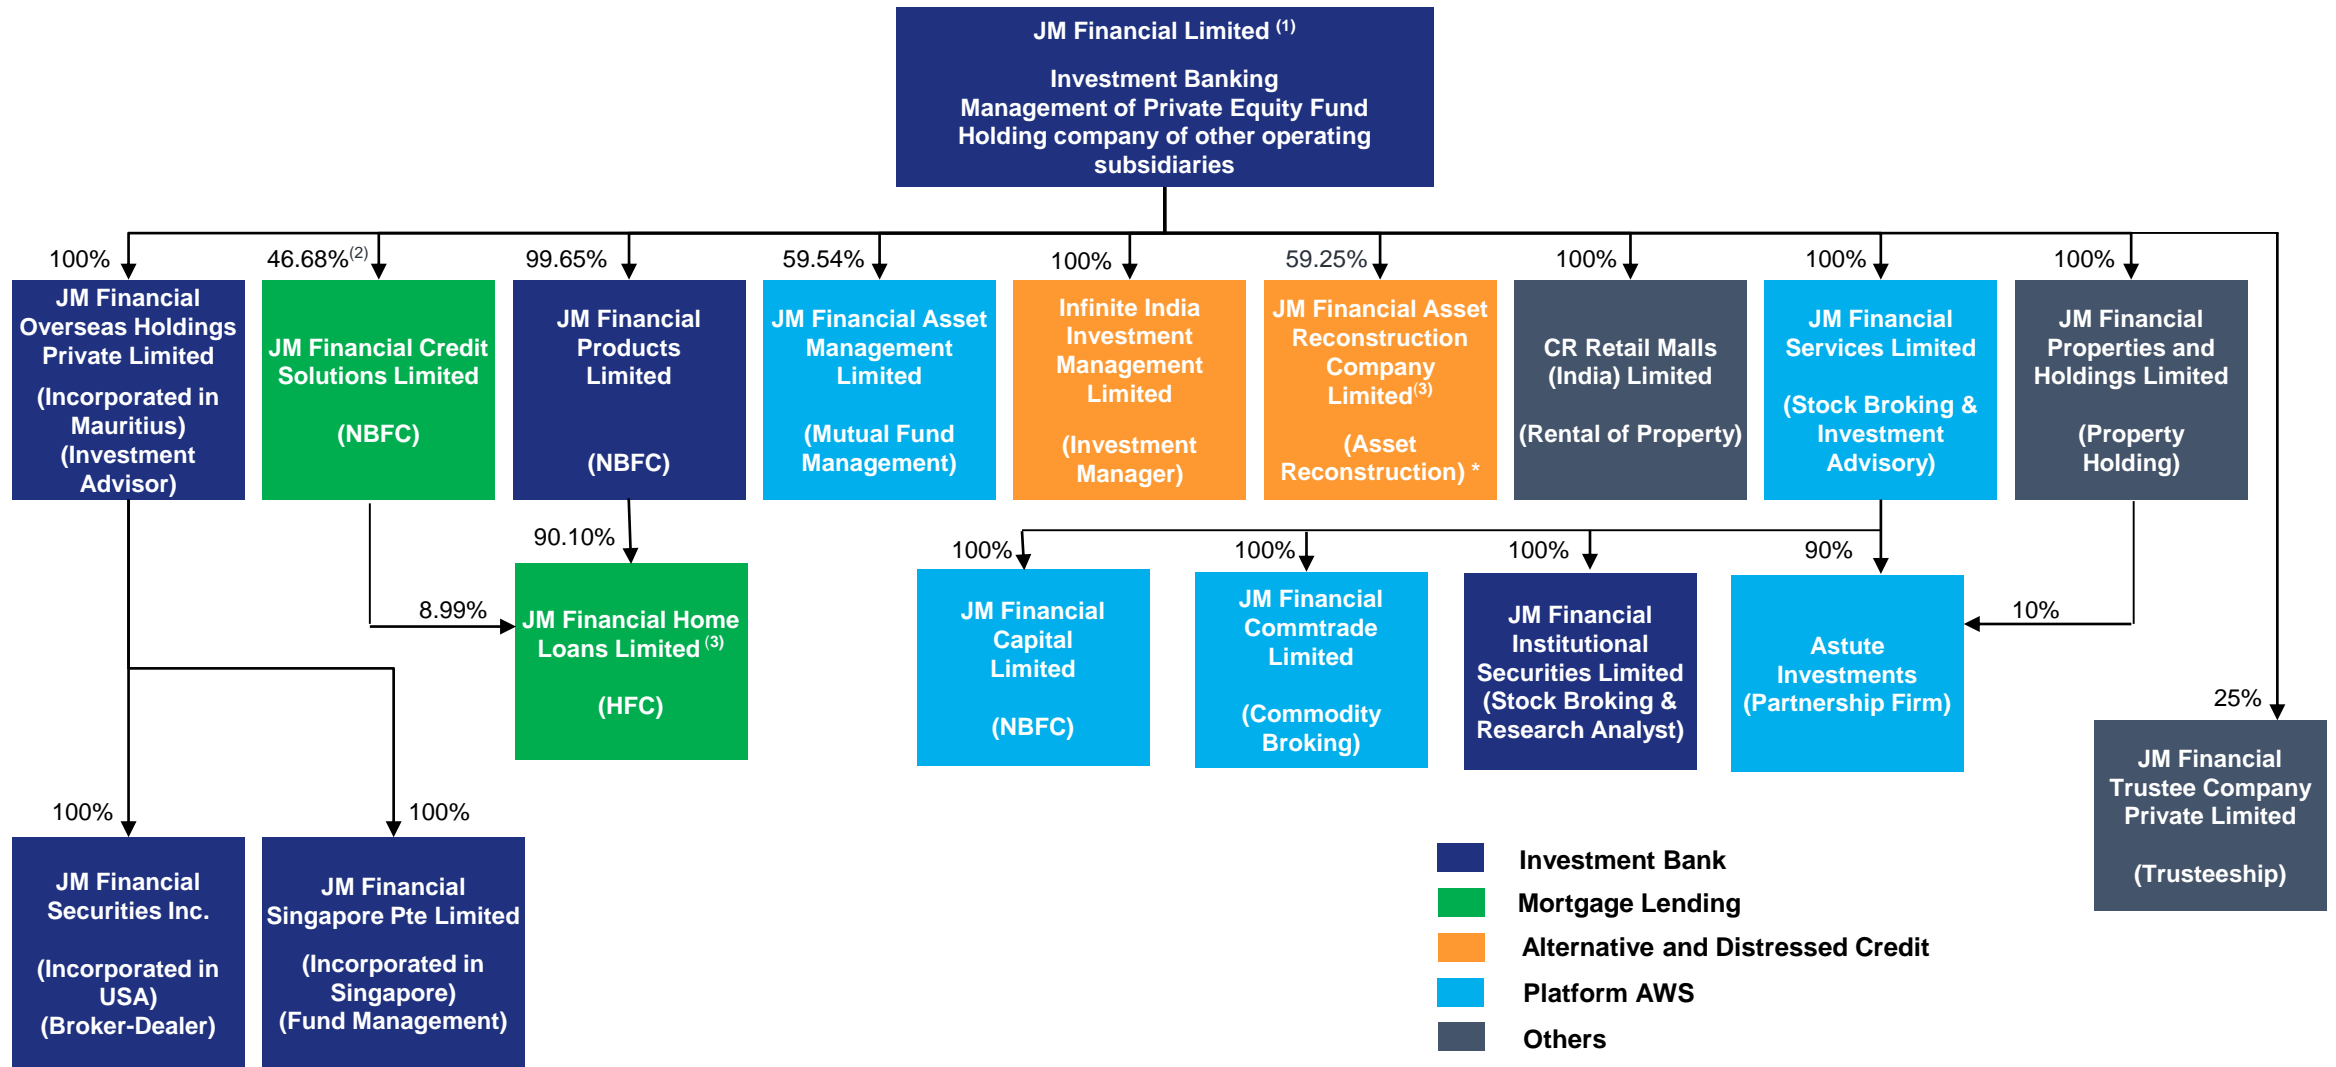 JM Financial Limited (1)
Investment Banking
Management of Private Equity Fund
Holding company of other operating
subsidiaries
100%
46.68%(2)
99.65%
59.54%
100%
59.25%
100%
100%
100%
JM Financial
Overseas Holdings
Private Limited
(Incorporated in
Mauritius)
(Investment
Advisor)
JM Financial Credit
Solutions Limited
(NBFC)
JM Financial
Products
Limited
(NBFC)
JM Financial Asset
Management
Limited
(Mutual Fund
Management)
Infinite India
Investment
Management
Limited
(Investment
Manager)
JM Financial Asset
Reconstruction
Company
Limited(3)
(Asset
Reconstruction) *
CR Retail Malls
(India) Limited
(Rental of Property)
JM Financial
Services Limited
(Stock Broking &
Investment
Advisory)
JM Financial
Properties and
Holdings Limited
(Property
Holding)
90.10%
100%
100%
100%
90%
8.99%
10%
JM Financial Home
Loans Limited (3)
(HFC)
JM Financial
Capital
Limited
(NBFC)
JM Financial
Commtrade
Limited
(Commodity
Broking)
JM Financial
Institutional
Securities Limited
(Stock Broking &
Research Analyst)
Astute
Investments
(Partnership Firm)
25%
JM Financial
Trustee Company
Private Limited
(Trusteeship)
100%
100%
JM Financial
Securities Inc.
(Incorporated in
USA)
(Broker-Dealer)
JM Financial
Singapore Pte Limited
(Incorporated in
Singapore)
(Fund Management)
Investment Bank
Mortgage Lending
Alternative and Distressed Credit
Platform AWS
Others